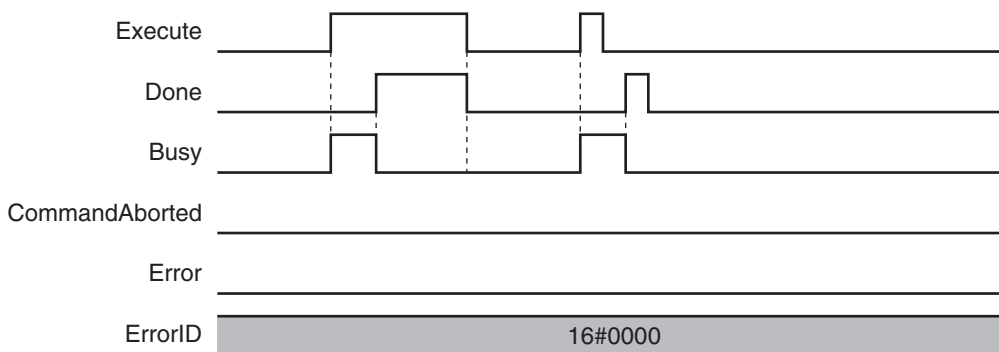 Execute
Done
Busy
CommandAborted
Error
ErrorID 16#0000